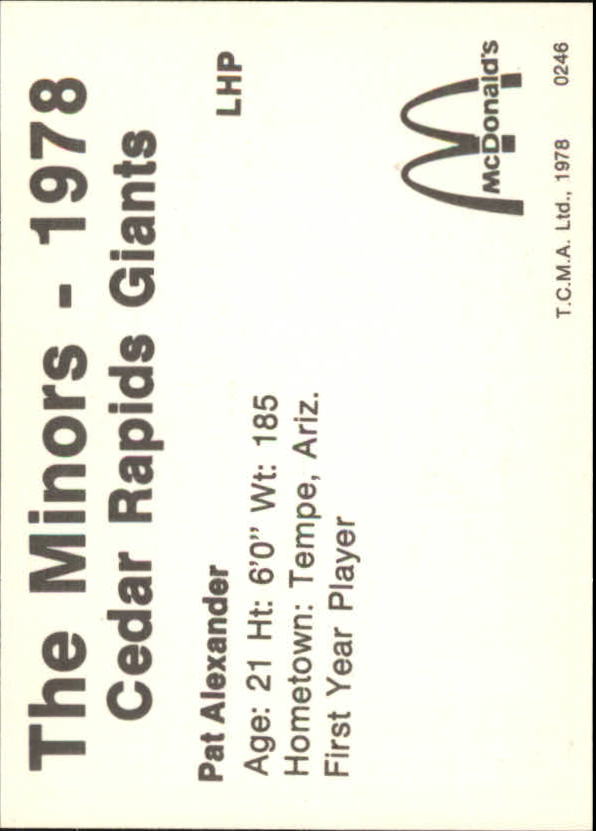 The Minors - 1978
Cedar Rapids Giants
Pat Alexander LHP
Age: 21 Ht: 6'0" Wt: 185
Hometown: Tempe, Ariz.
First Year Player
McDonald's
T.C.M.A. Ltd., 1978 0246